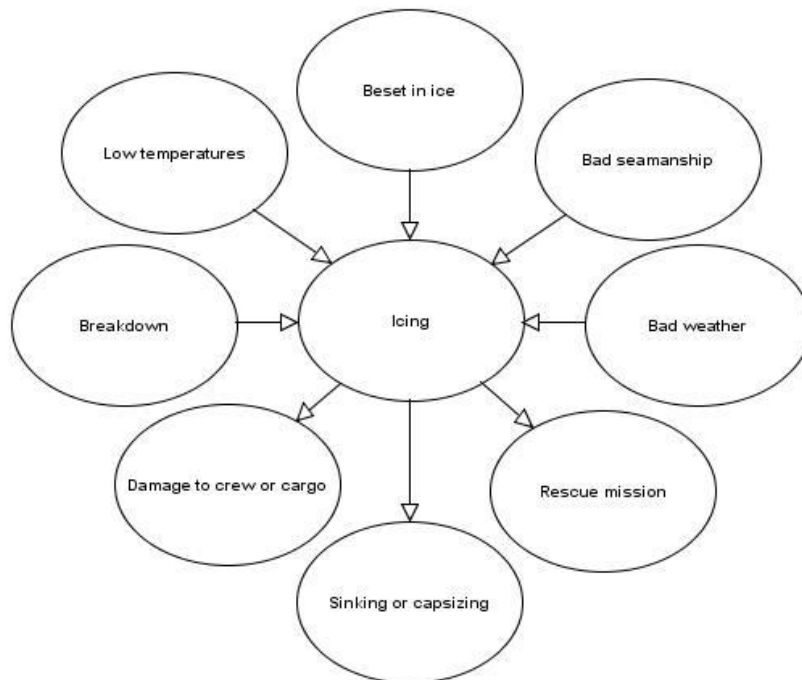 Beset in ice
Low temperatures
Bad seamanship
Breakdown
Icing
Bad weather
Damage to crew or cargo
Rescue mission
Sinking or capsizing